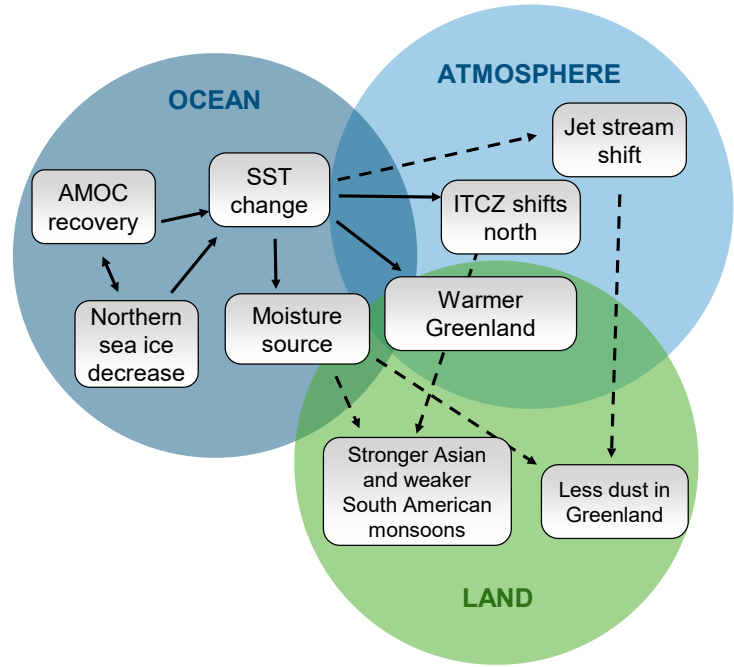 ATMOSPHERE
OCEAN
Jet stream
shift
SST
change
AMOC
recovery
ITCZ shifts
north
Northern
sea ice
decrease
Moisture
source
Warmer
Greenland
Stronger Asian
and weaker
South American
monsoons
Less dust in
Greenland
LAND